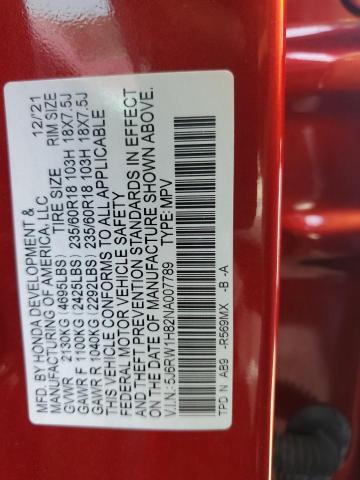 MFD. BY HONDA DEVELOPMENT & 12/'21
MANUFACTURING OF AMERICA, LLC. TIRE SIZE RIM SIZE
GVWR 2130KG (4695LBS)
GAWR F 1100KG (2425LBS) 235/60R18 103H 18X7.5J
GAWR R 1040KG (2292LBS) 235/60R18 103H 18X7.5J
THIS VEHICLE CONFORMS TO ALL APPLICABLE
FEDERAL MOTOR VEHICLE SAFETY
AND THEFT PREVENTION STANDARDS IN EFFECT
ON THE DATE OF MANUFACTURE SHOWN ABOVE.
V.I.N.: 5J6RW1H82NA007789 TYPE: MPV
TPD N AB9 -R569MX -B -A